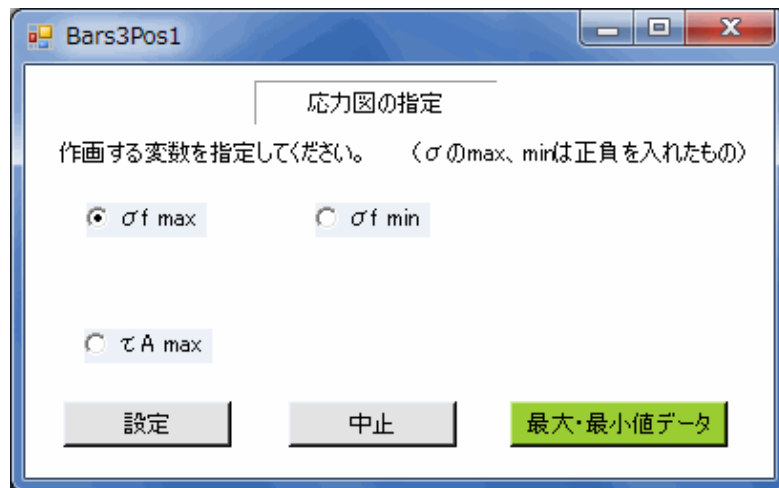 Bars3Pos1
応力図の指定
作画する変数を指定してください。 （σのmax、minは正負を入れたもの）
σf max σf min
τA max
設定 中止 最大・最小値データ